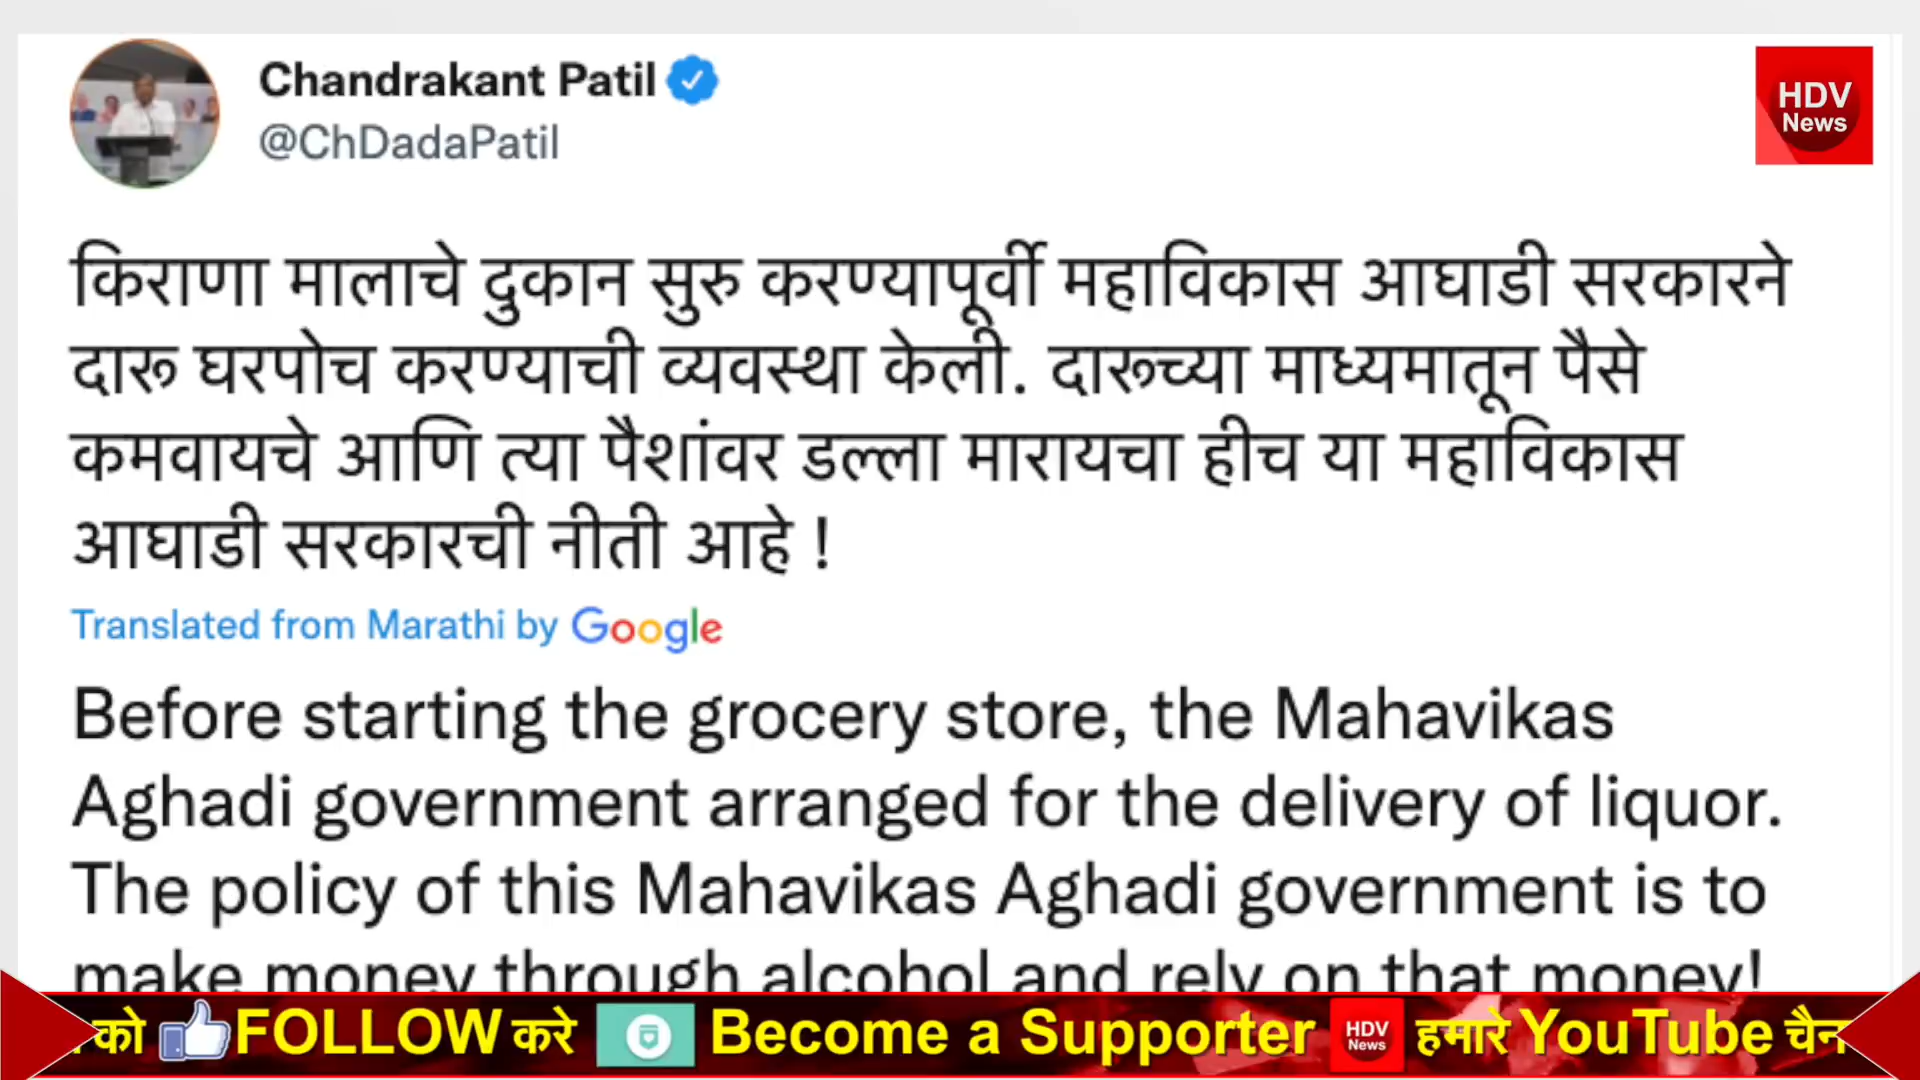 Chandrakant Patil
@ChDadaPatil
HDV
News
किराणा मालाचे दुकान सुरु करण्यापूर्वी महाविकास आघाडी सरकारने
दारू घरपोच करण्याची व्यवस्था केली. दारूच्या माध्यमातून पैसे
कमवायचे आणि त्या पैशांवर डल्ला मारायचा हीच या महाविकास
आघाडी सरकारची नीती आहे !
Translated from Marathi by Google
Before starting the grocery store, the Mahavikas
Aghadi government arranged for the delivery of liquor.
The policy of this Mahavikas Aghadi government is to
make money through alcohol and rely on that money!
को FOLLOW करे Become a Supporter HDV News हमारे YouTube चैन